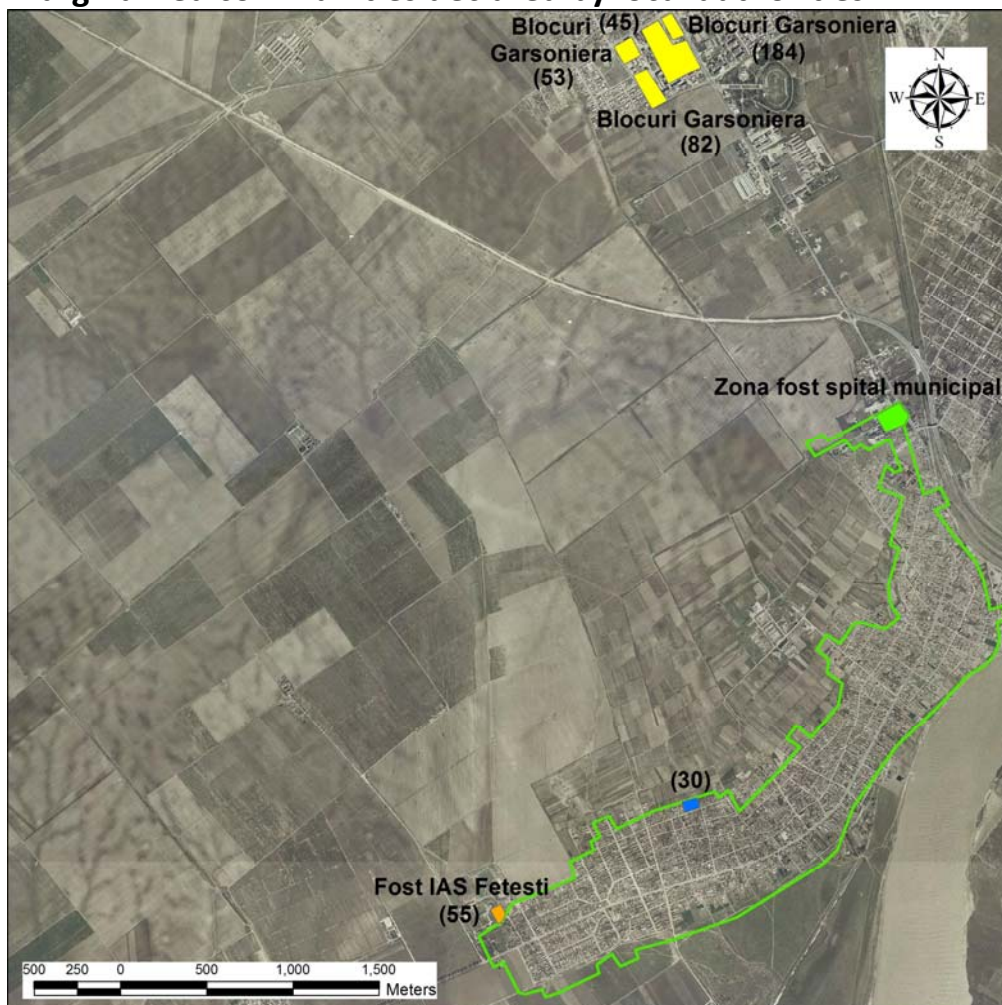 Blocuri (45) Blocuri Garsoniera
Garsoniera (184)
(53)
Blocuri Garsoniera
(82)
N
W E
S
Zona fost spital municipal
(30)
Fost IAS Fetesti
(55)
500 250 0 500 1,000 1,500
Meters